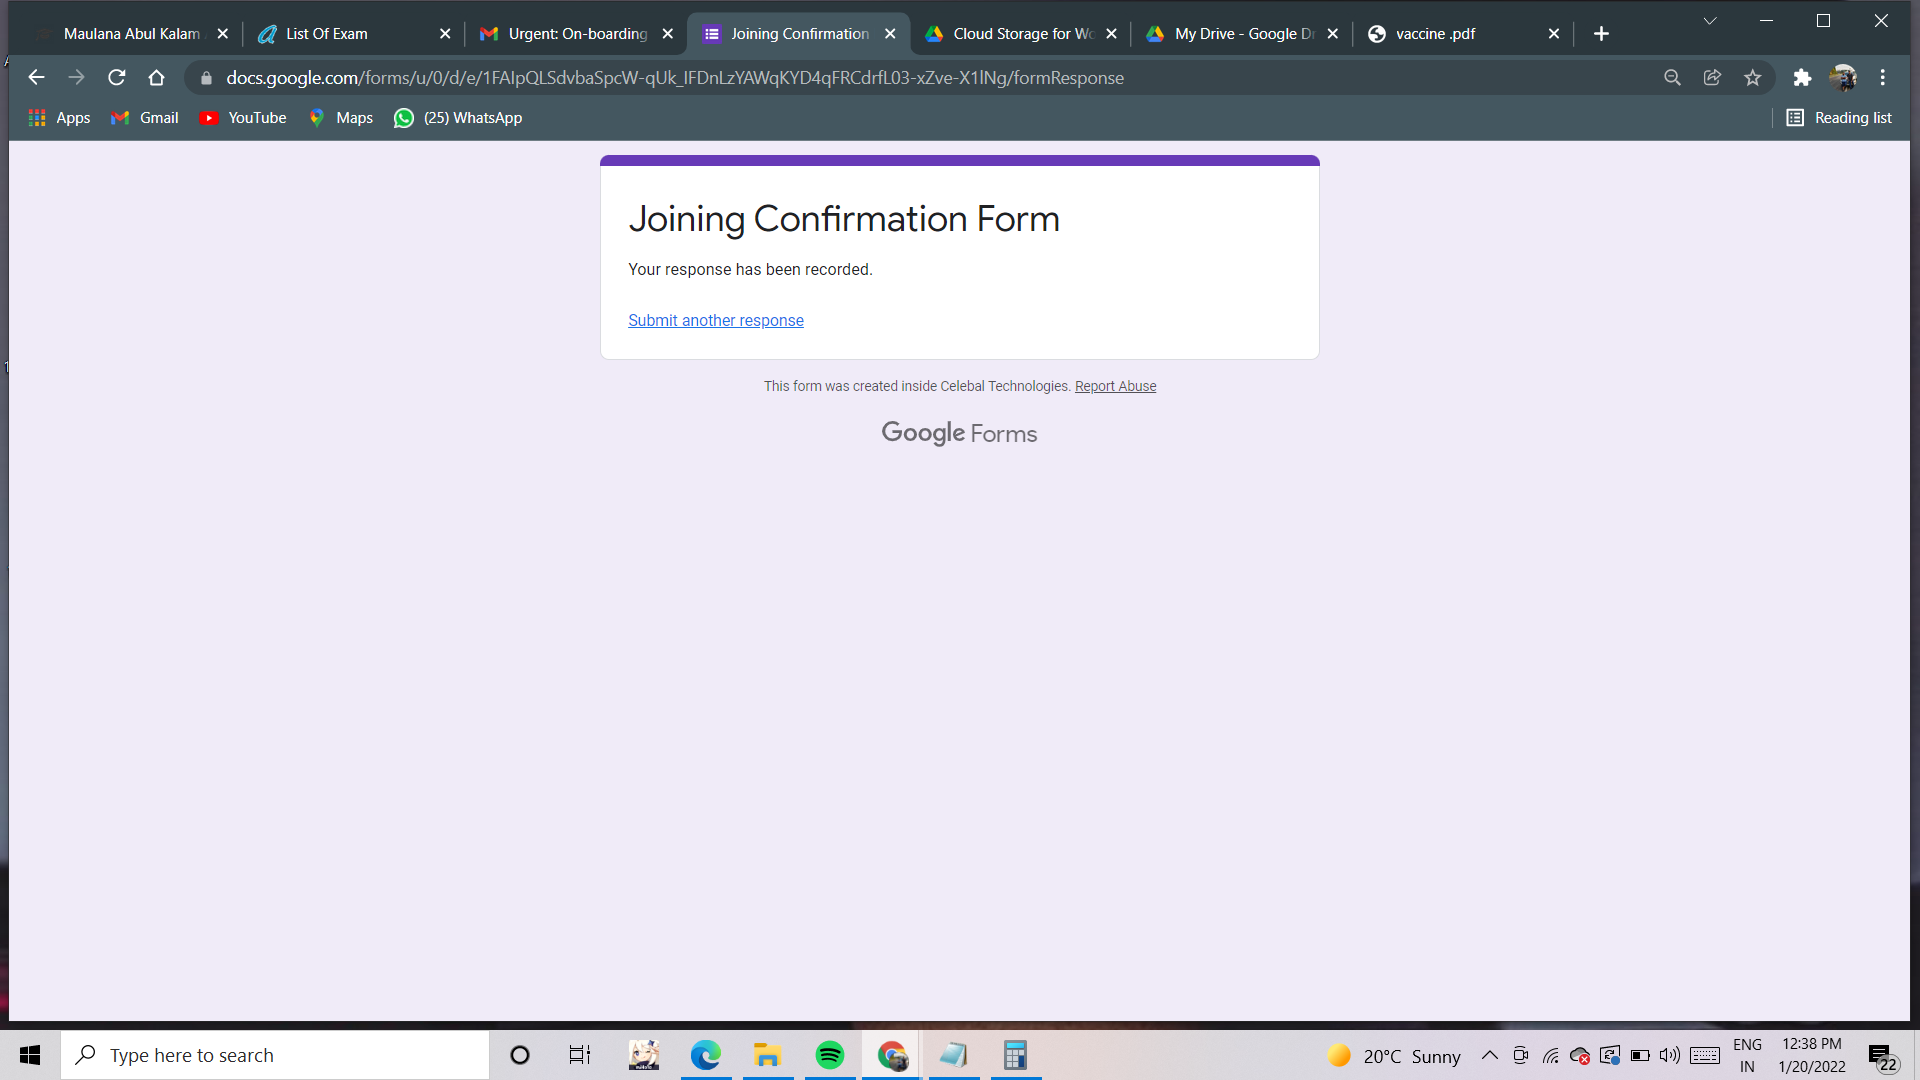 Maulana Abul Kalam
List Of Exam
Urgent: On-boarding
Joining Confirmation
Cloud Storage for Wo
My Drive - Google Dr
vaccine .pdf
docs.google.com/forms/u/0/d/e/1FAIpQLSdvbaSpcW-qUk_IFDnLzYAWqKYD4qFRCdrfL03-xZve-X1lNg/formResponse
Apps
Gmail
YouTube
Maps
(25) WhatsApp
Reading list
Joining Confirmation Form
Your response has been recorded.
Submit another response
This form was created inside Celebal Technologies. Report Abuse
Google Forms
Type here to search
20°C Sunny
ENG
IN
12:38 PM
1/20/2022
22